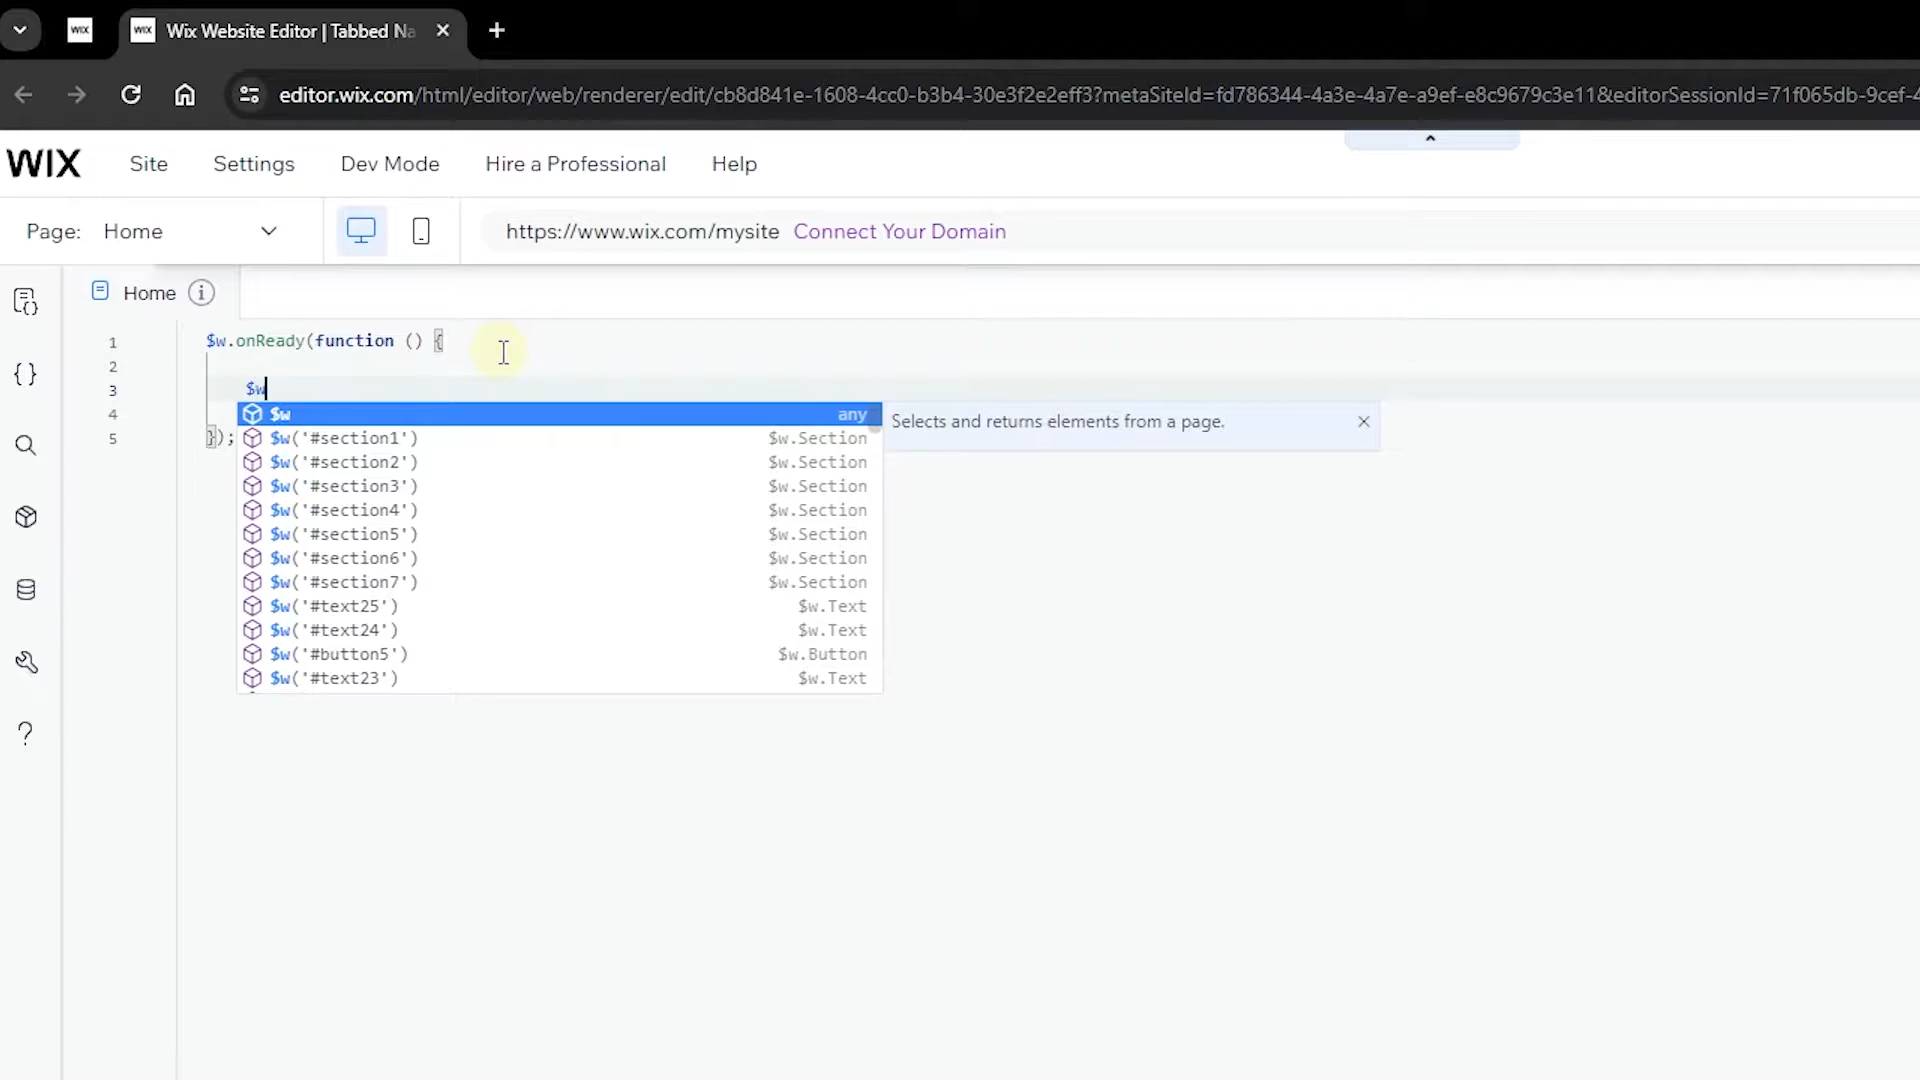 WIX
WIX Wix Website Editor | Tabbed Na
editor.wix.com/html/editor/web/renderer/edit/cb8d841e-1608-4cc0-b3b4-30e3f2e2eff3?metaSiteId=fd786344-4a3e-4a7e-a9ef-e8c9679c3e11&editorSessionId=71f065db-9cef-4
WIX Site Settings Dev Mode Hire a Professional Help
Page: Home https://www.wix.com/mysite Connect Your Domain
Home
1 $w.onReady(function () {
2
3 $w
4
5 });
$w any
Selects and returns elements from a page.
$w('#section1') $w.Section
$w('#section2') $w.Section
$w('#section3') $w.Section
$w('#section4') $w.Section
$w('#section5') $w.Section
$w('#section6') $w.Section
$w('#section7') $w.Section
$w('#text25') $w.Text
$w('#text24') $w.Text
$w('#button5') $w.Button
$w('#text23') $w.Text